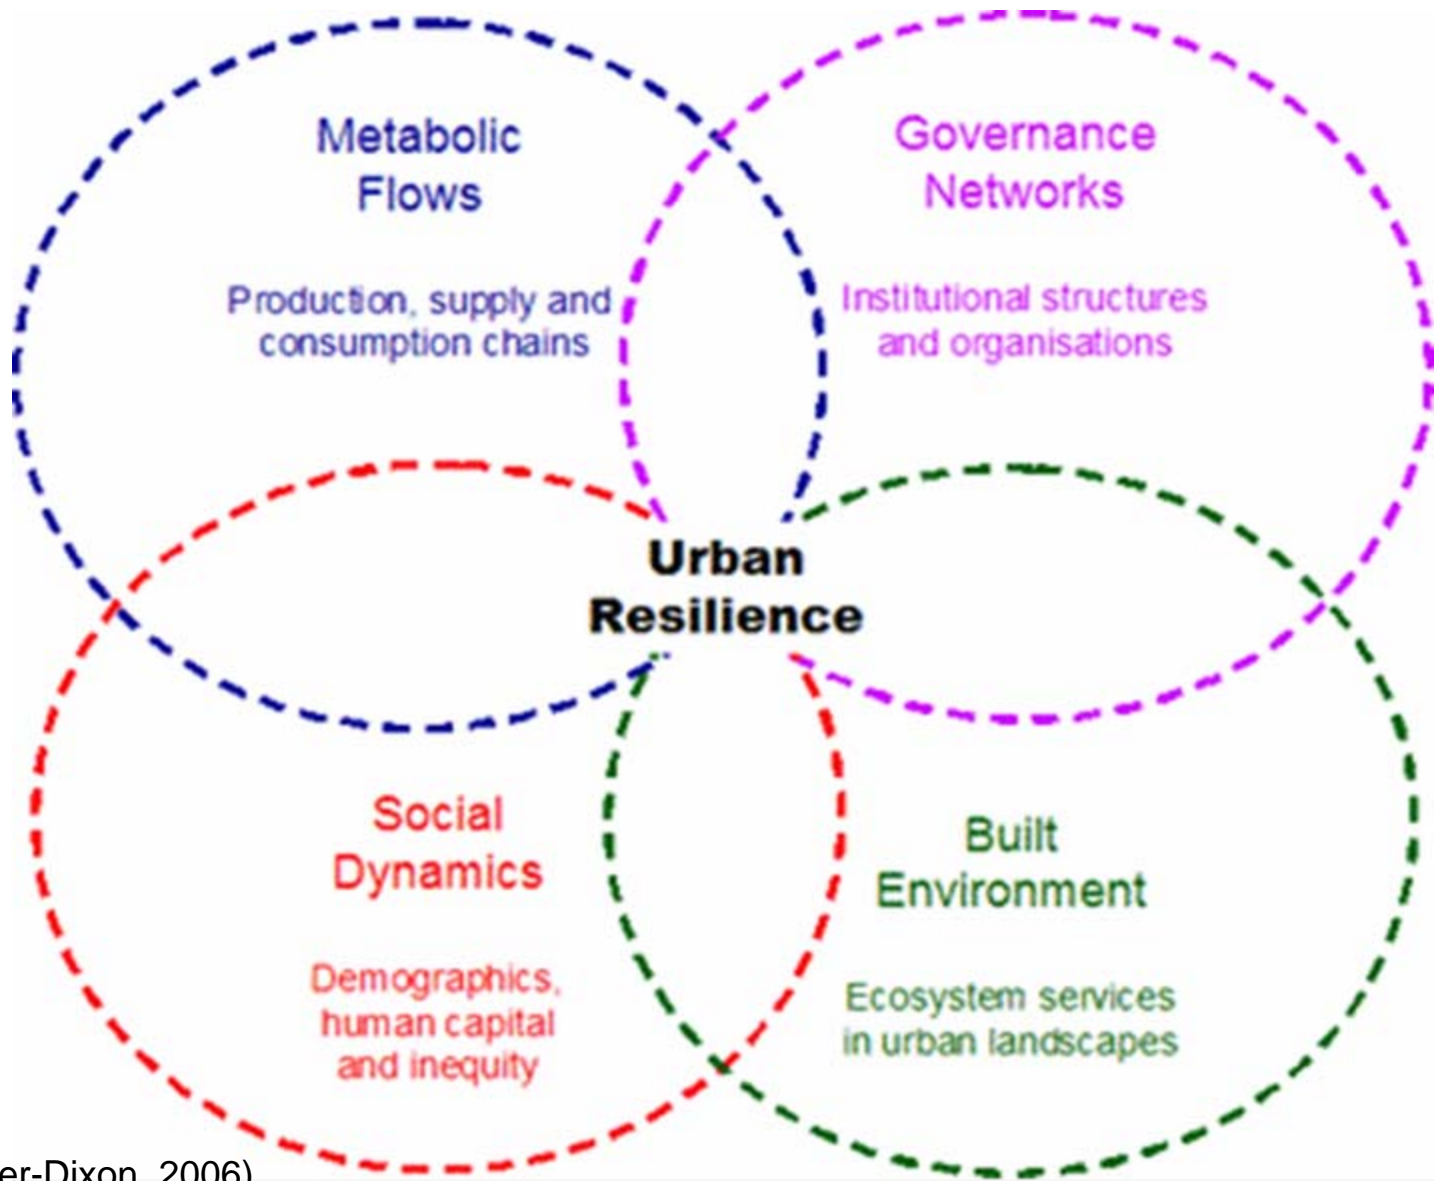 Metabolic
Flows
Production, supply and
consumption chains
Governance
Networks
Institutional structures
and organisations
Urban
Resilience
Social
Dynamics
Demographics,
human capital
and inequity
Built
Environment
Ecosystem services
in urban landscapes
er-Dixon, 2006)